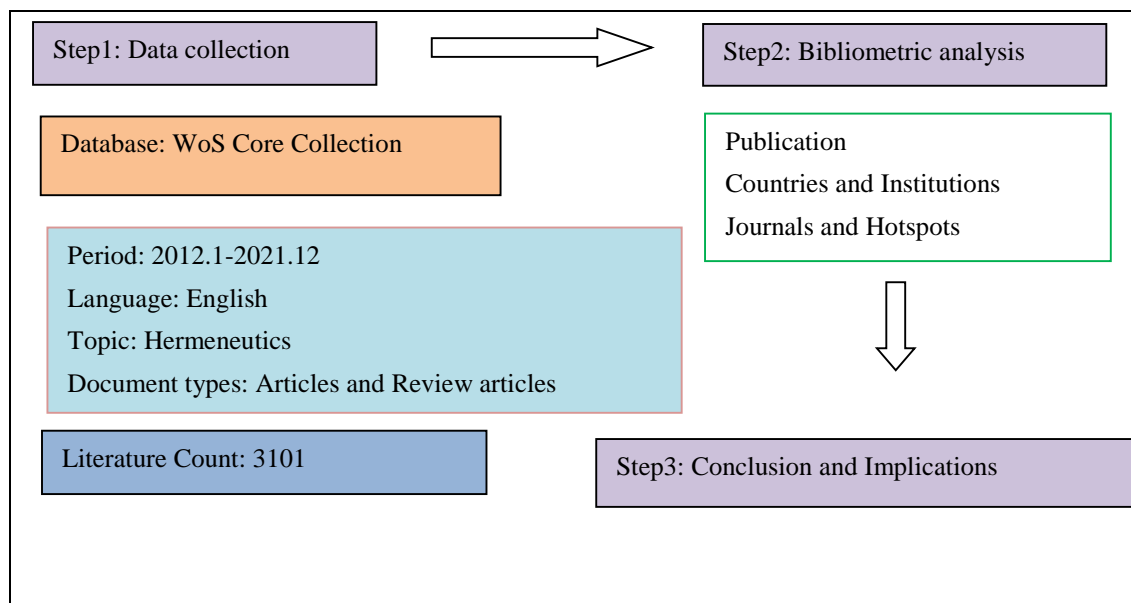 Step1: Data collection
Database: WoS Core Collection
Period: 2012.1-2021.12
Language: English
Topic: Hermeneutics
Document types: Articles and Review articles
Literature Count: 3101
Step2: Bibliometric analysis
Publication
Countries and Institutions
Journals and Hotspots
Step3: Conclusion and Implications